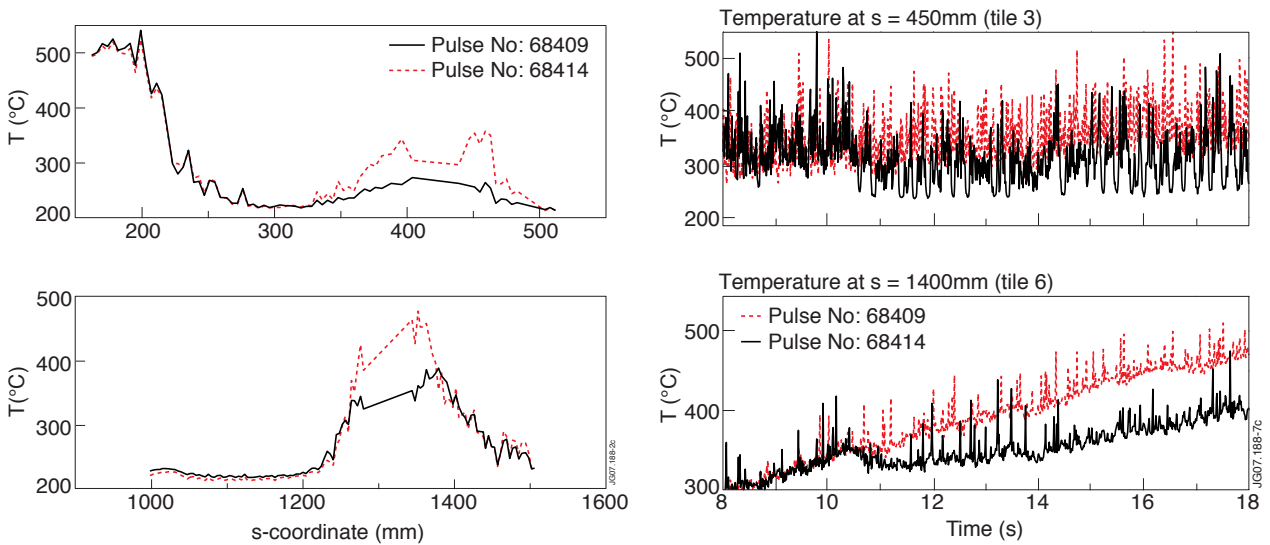 500
400
300
200
T (°C)
200
300
400
500
Pulse No: 68409
Pulse No: 68414
500
400
300
200
T(°C)
1000
1200
1400
1600
s-coordinate (mm)
JG07.188-2c
Temperature at s = 450mm (tile 3)
500
400
300
200
T (°C)
Temperature at s = 1400mm (tile 6)
Pulse No: 68409
Pulse No: 68414
500
400
300
T (°C)
8
10
12
14
16
18
Time (s)
JG07.188-7c